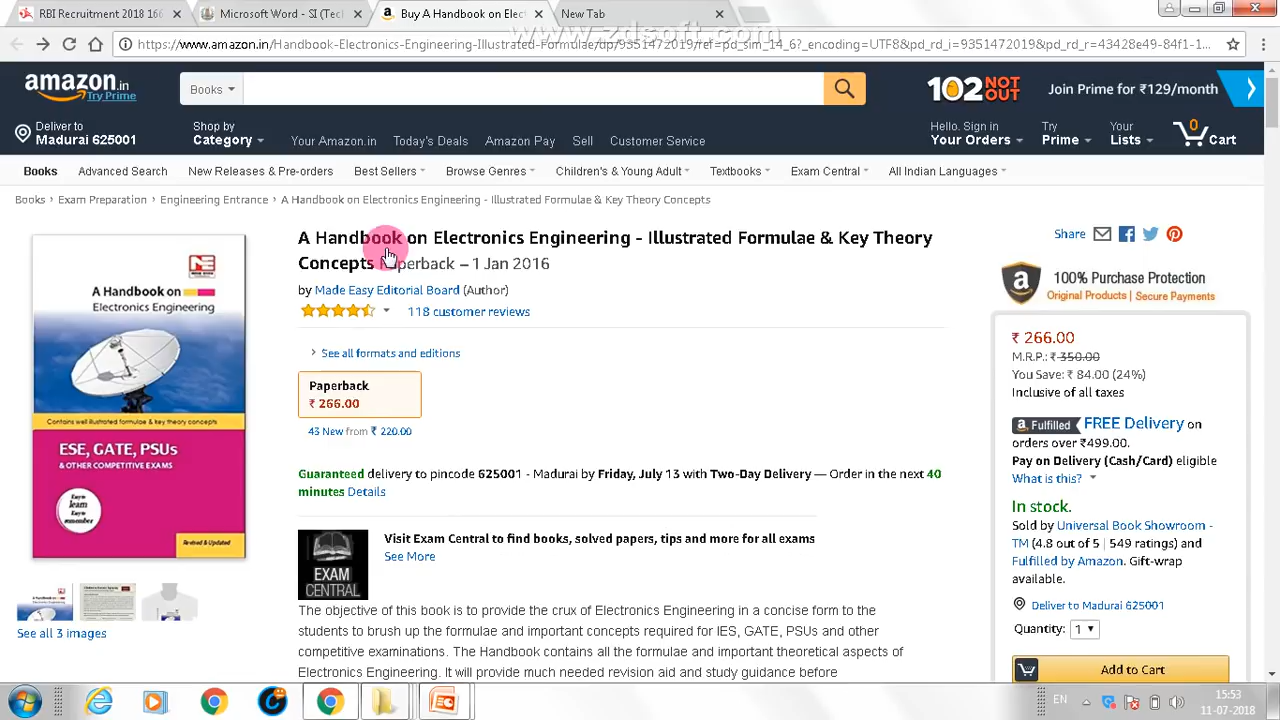 RBI Recruitment 2018 166
Microsoft Word - SI (Tec
Buy A Handbook on Elec
New Tab
www.zdsoft.com
https://www.amazon.in/Handbook-Electronics-Engineering-Illustrated-Formulae/dp/9351472019/ref=pd_sim_14_6?_encoding=UTF8&pd_rd_i=9351472019&pd_rd_r=43428e49-84f1-1...
amazon.in
Try Prime
Books
102 NOT OUT
Join Prime for ₹129/month
Deliver to
Madurai 625001
Shop by
Category
Your Amazon.in
Today's Deals
Amazon Pay
Sell
Customer Service
Hello. Sign in
Your Orders
Try
Prime
Your
Lists
0
Cart
Books
Advanced Search
New Releases & Pre-orders
Best Sellers
Browse Genres
Children's & Young Adult
Textbooks
Exam Central
All Indian Languages
Books › Exam Preparation › Engineering Entrance › A Handbook on Electronics Engineering - Illustrated Formulae & Key Theory Concepts
MADE EASY
A Handbook on
Electronics Engineering
Contains well illustrated formulae & key theory concepts
ESE, GATE, PSUs
& OTHER COMPETITIVE EXAMS
Easy to
learn
Easy to
remember
Revised & Updated
See all 3 images
A Handbook on Electronics Engineering - Illustrated Formulae & Key Theory
Concepts Paperback – 1 Jan 2016
by Made Easy Editorial Board (Author)
118 customer reviews
See all formats and editions
Paperback
₹ 266.00
43 New from ₹ 220.00
Guaranteed delivery to pincode 625001 - Madurai by Friday, July 13 with Two-Day Delivery — Order in the next 40
minutes Details
EXAM
CENTRAL
Visit Exam Central to find books, solved papers, tips and more for all exams
See More
The objective of this book is to provide the crux of Electronics Engineering in a concise form to the
students to brush up the formulae and important concepts required for IES, GATE, PSUs and other
competitive examinations. The Handbook contains all the formulae and important theoretical aspects of
Electronics Engineering. It will provide much needed revision aid and study guidance before
Share
100% Purchase Protection
Original Products | Secure Payments
₹ 266.00
M.R.P.: ₹ 350.00
You Save: ₹ 84.00 (24%)
Inclusive of all taxes
Fulfilled FREE Delivery on
orders over ₹499.00.
Pay on Delivery (Cash/Card) eligible
What is this?
In stock.
Sold by Universal Book Showroom -
TM (4.8 out of 5 | 549 ratings) and
Fulfilled by Amazon. Gift-wrap
available.
Deliver to Madurai 625001
Quantity: 1
Add to Cart
EN
15:53
11-07-2018